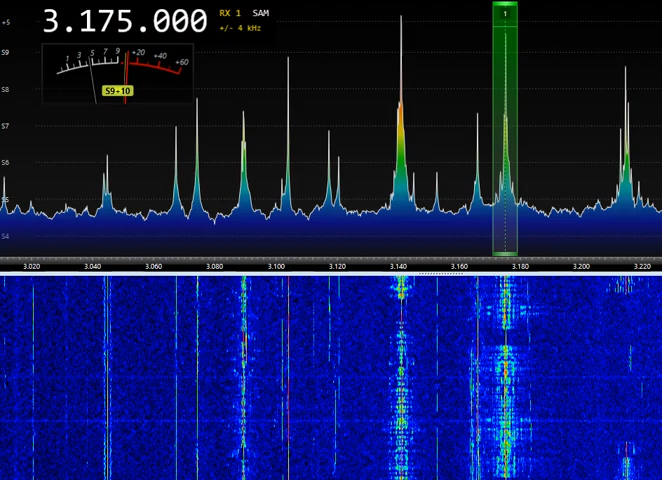 3.175.000
RX 1 SAM
+/- 4 kHz
1 3 5 7 9 +20 +40 +60
S9+10
1
+5
S9
S8
S7
S6
S5
S4
3.020 3.040 3.060 3.080 3.100 3.120 3.140 3.160 3.180 3.200 3.220